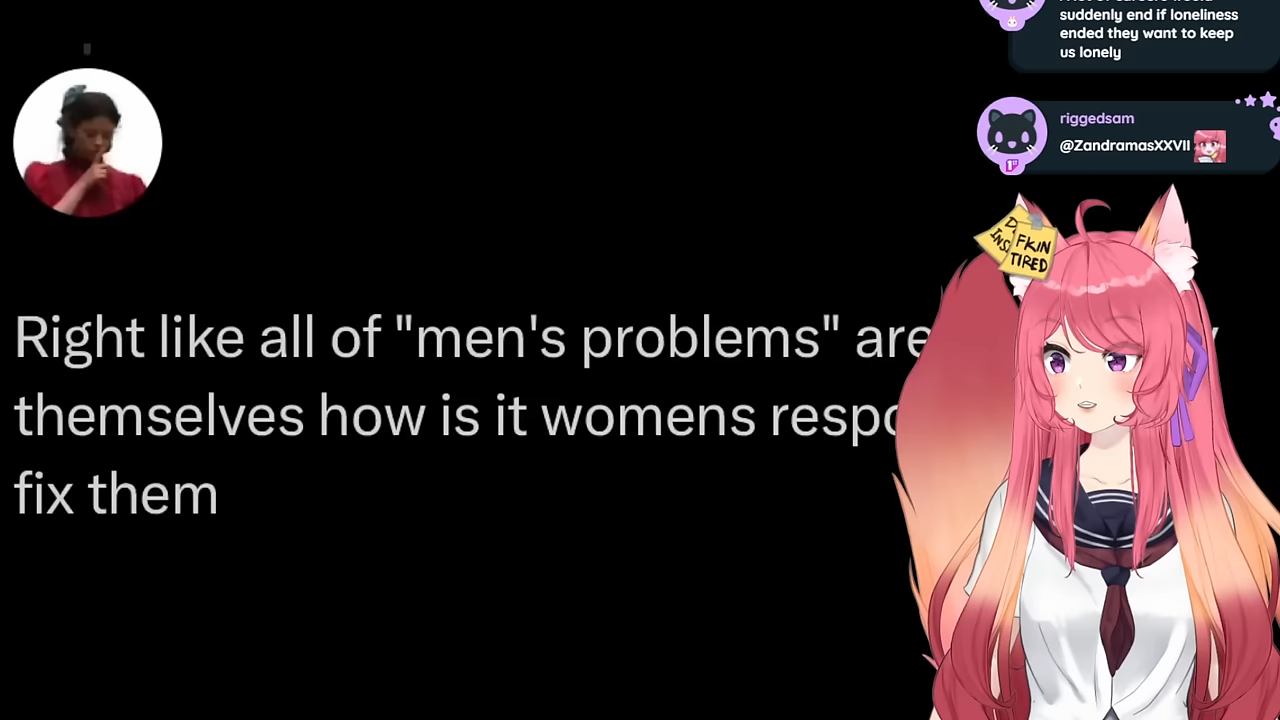 suddenly end if loneliness
ended they want to keep
us lonely
riggedsam
@ZandramasXXVII
FKIN
TIRED
Right like all of "men's problems" are
themselves how is it womens
fix them